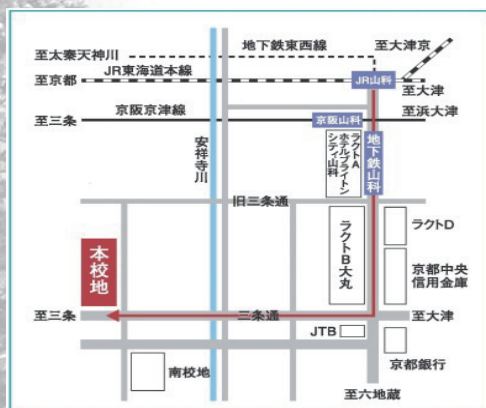 地下鉄東西線
至太秦天神川
至大津京
JR東海道本線
至京都
JR山科
至大津
京阪京津線
至三条
京阪山科
至浜大津
安祥寺川
ラクトA
ホテルブライトン
シティ山科
地下鉄山科
旧三条通
ラクトB大丸
ラクトD
本校地
京都中央
信用金庫
至三条
三条通
至大津
JTB
京都銀行
南校地
至六地蔵